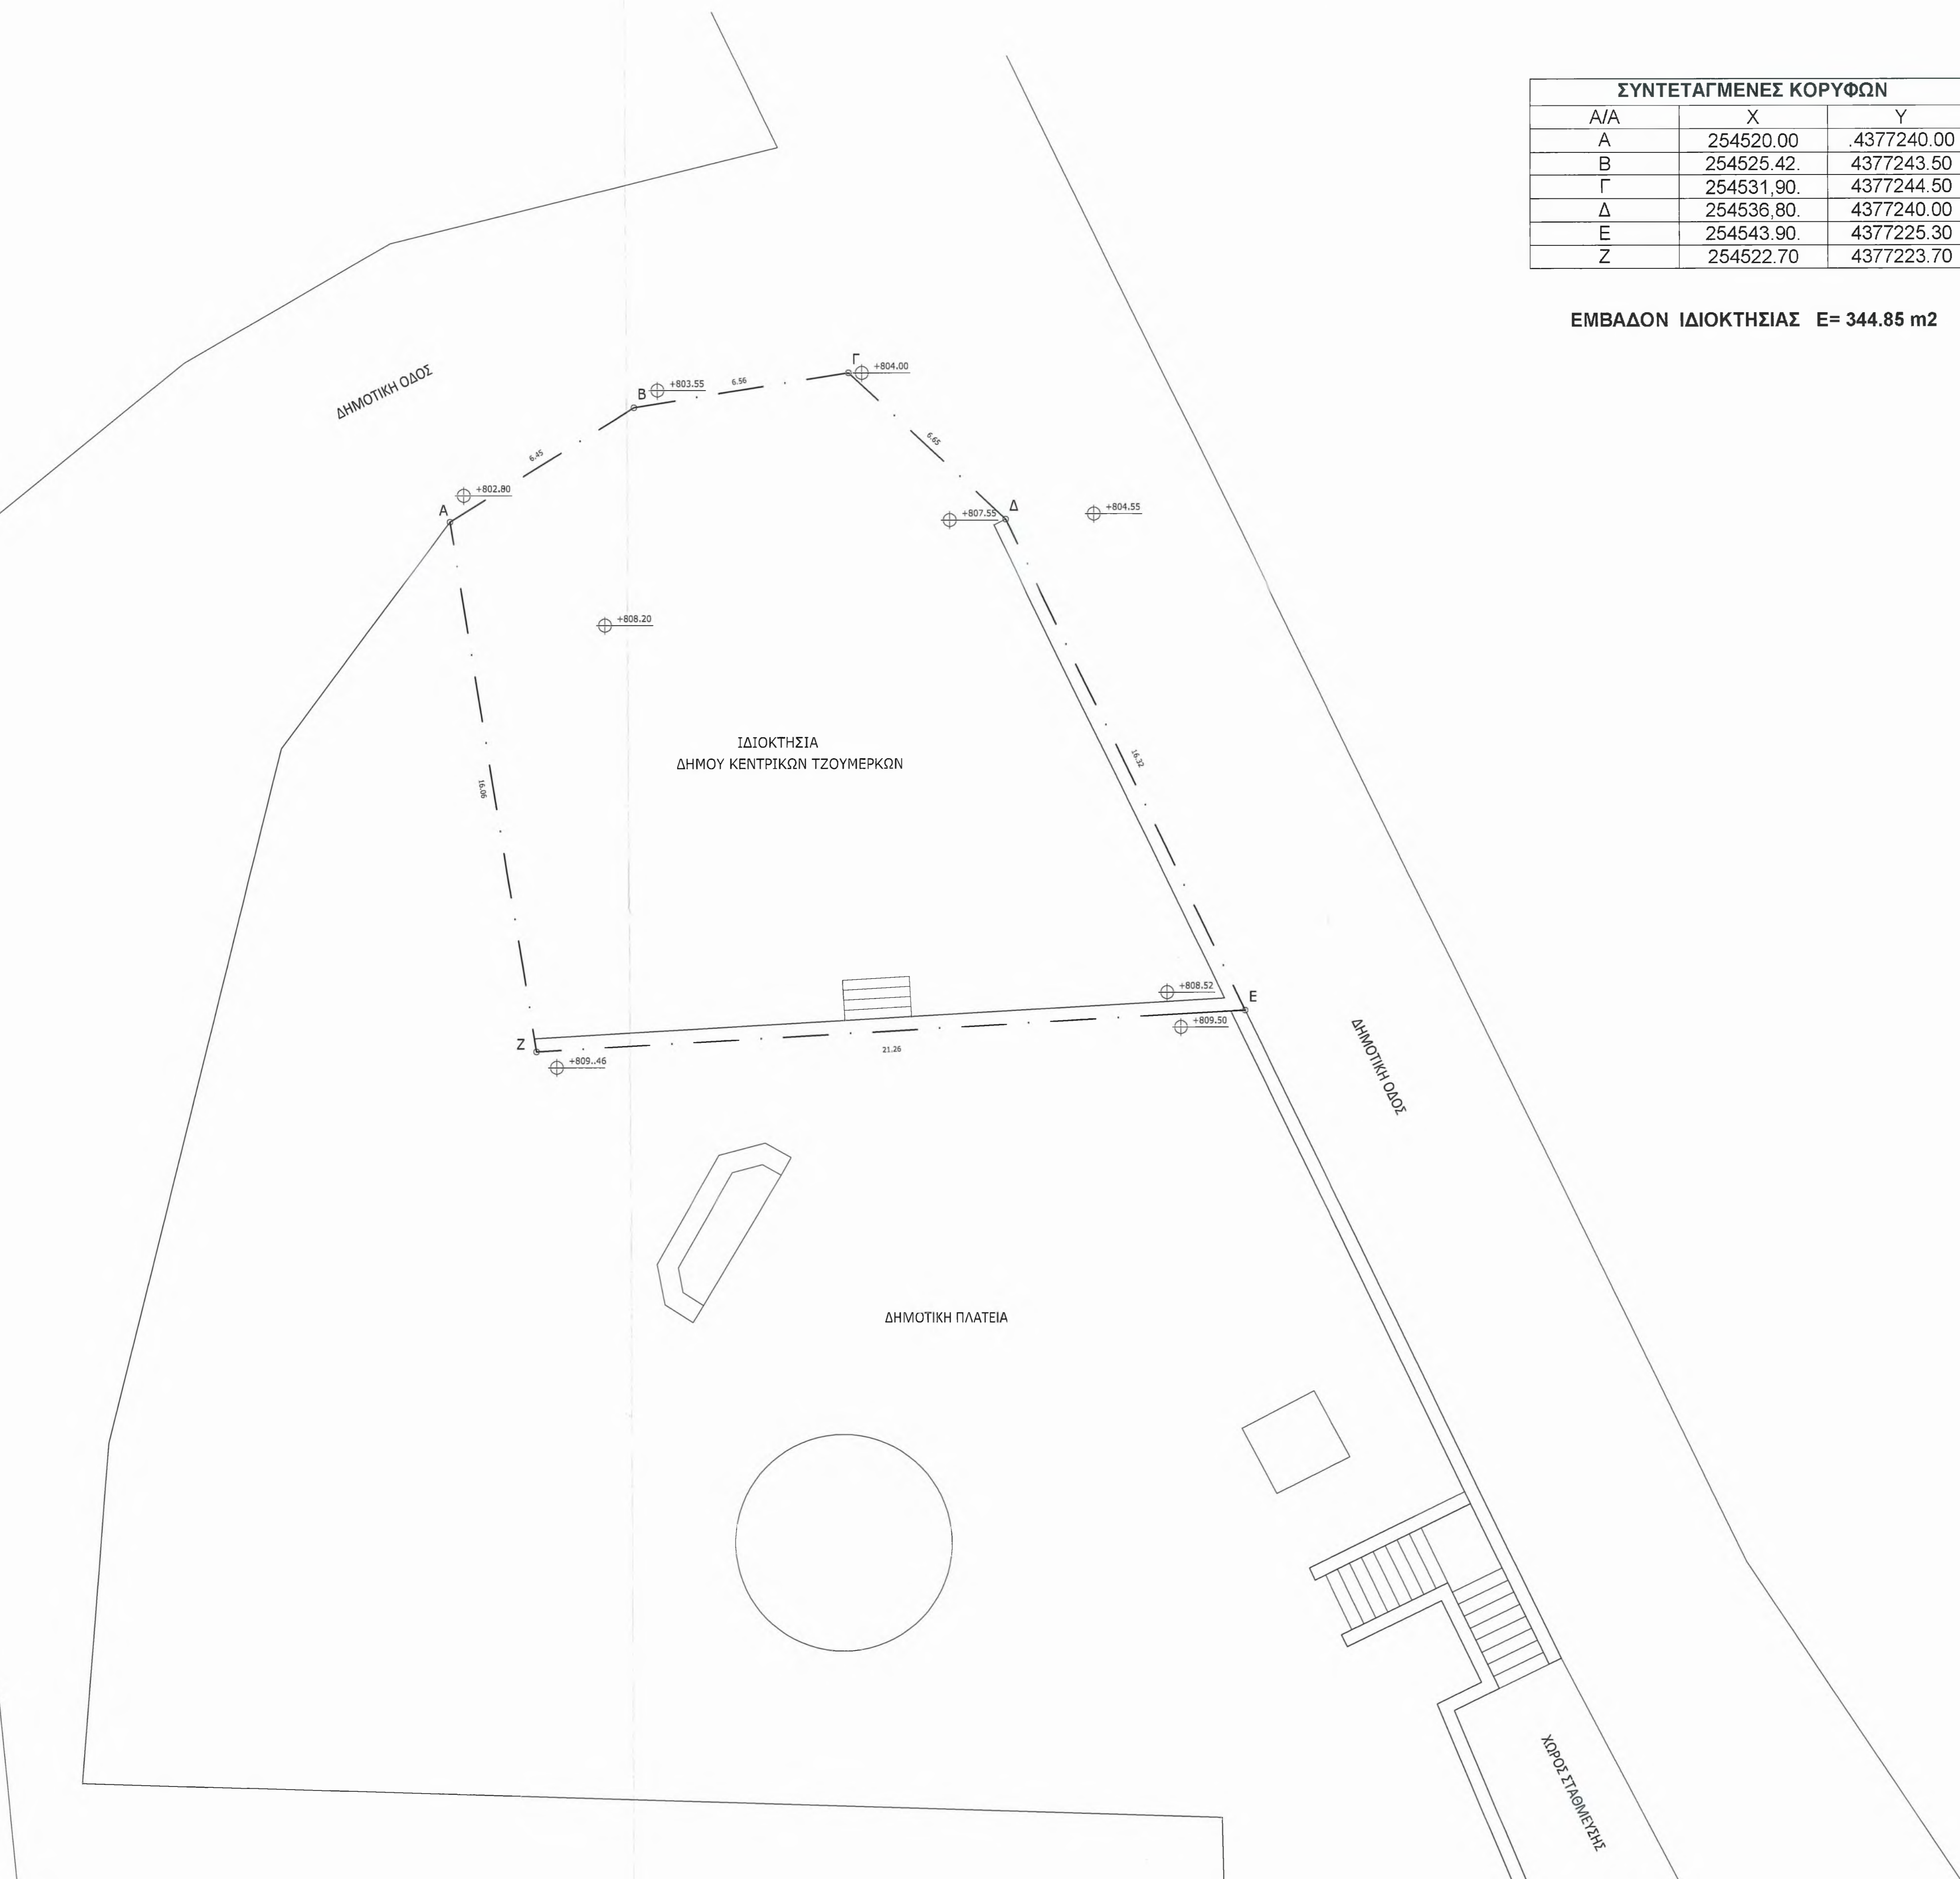 ΣΥΝΤΕΤΑΓΜΕΝΕΣ ΚΟΡΥΦΩΝ
Α/Α Χ Υ
Α 254520.00 .4377240.00
Β 254525.42. 4377243.50
Γ 254531,90. 4377244.50
Δ 254536,80. 4377240.00
Ε 254543.90. 4377225.30
Ζ 254522.70 4377223.70
ΕΜΒΑΔΟΝ ΙΔΙΟΚΤΗΣΙΑΣ Ε= 344.85 m2
ΔΗΜΟΤΙΚΗ ΟΔΟΣ
Γ
+804.00
Β
+803.55
6.56
6.45
6.65
Α
+802.80
Δ
+807.55
+804.55
+808.20
ΙΔΙΟΚΤΗΣΙΑ
ΔΗΜΟΥ ΚΕΝΤΡΙΚΩΝ ΤΖΟΥΜΕΡΚΩΝ
16.32
16.06
+808.52
Ε
+809.50
Ζ
+809..46
21.26
ΔΗΜΟΤΙΚΗ ΟΔΟΣ
ΔΗΜΟΤΙΚΗ ΠΛΑΤΕΙΑ
ΧΩΡΟΣ ΣΤΑΘΜΕΥΣΗΣ